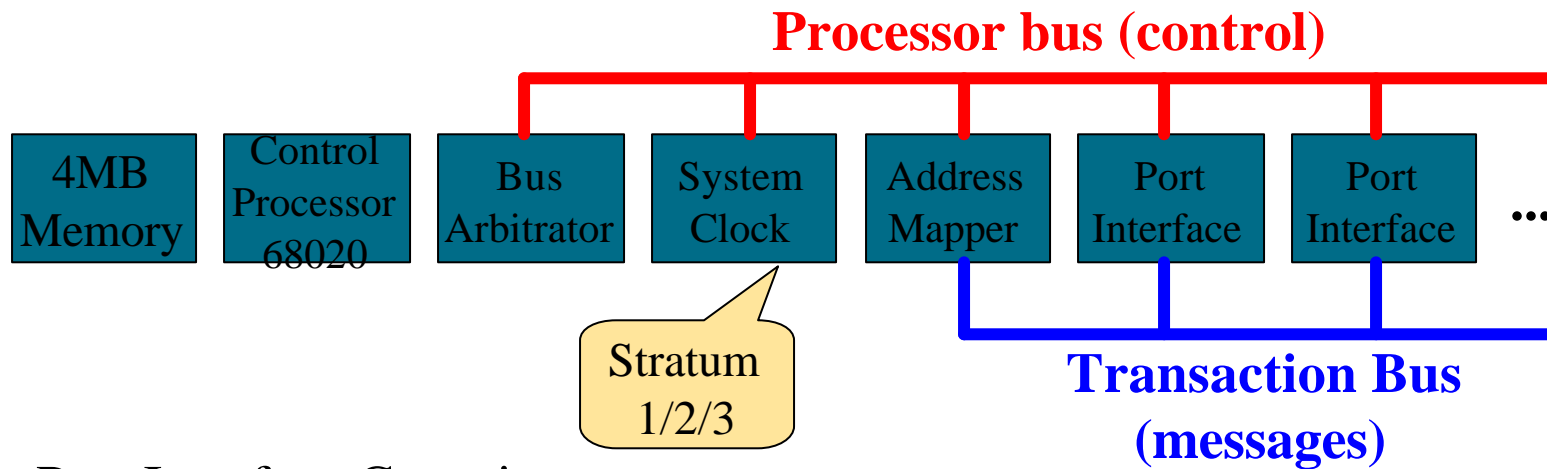 Processor bus (control)
4MB
Memory
Control
Processor
68020
Bus
Arbitrator
System
Clock
Address
Mapper
Port
Interface
Port
Interface
...
Stratum
1/2/3
Transaction Bus
(messages)